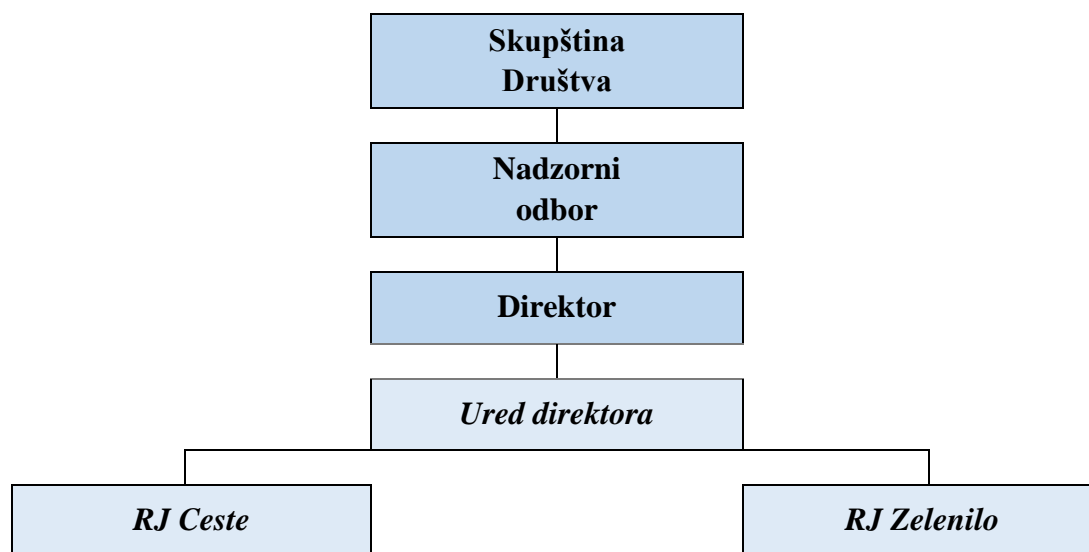 Skupština
Društva
Nadzorni
odbor
Direktor
Ured direktora
RJ Ceste
RJ Zelenilo